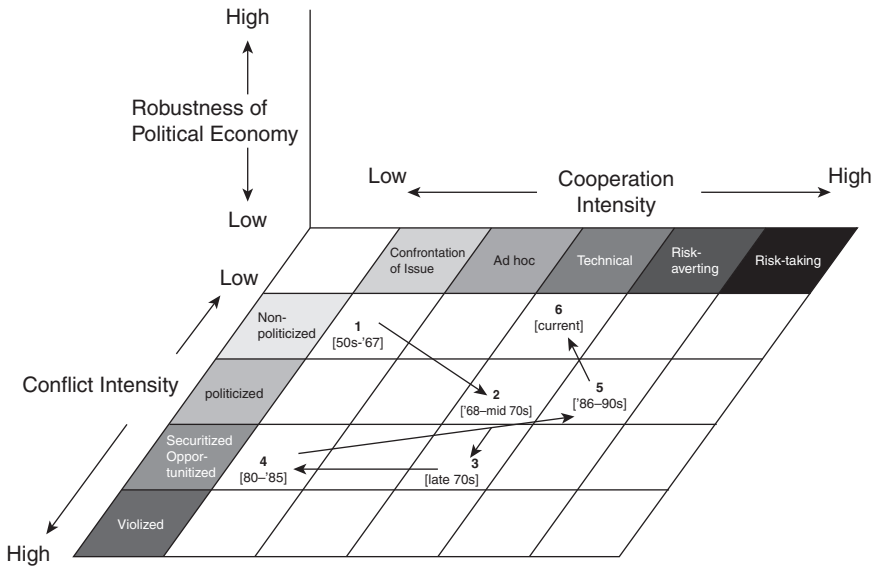 High
Robustness of
Political Economy
Low
Low
Cooperation
Intensity
High
Confrontation
of Issue
Ad hoc
Technical
Risk-
averting
Risk-taking
Low
Non-
politicized
1
[50s-'67]
6
[current]
Conflict Intensity
politicized
2
['68–mid 70s]
5
['86–90s]
Securitized
Oppor-
tunitized
4
[80–'85]
3
[late 70s]
Violized
High